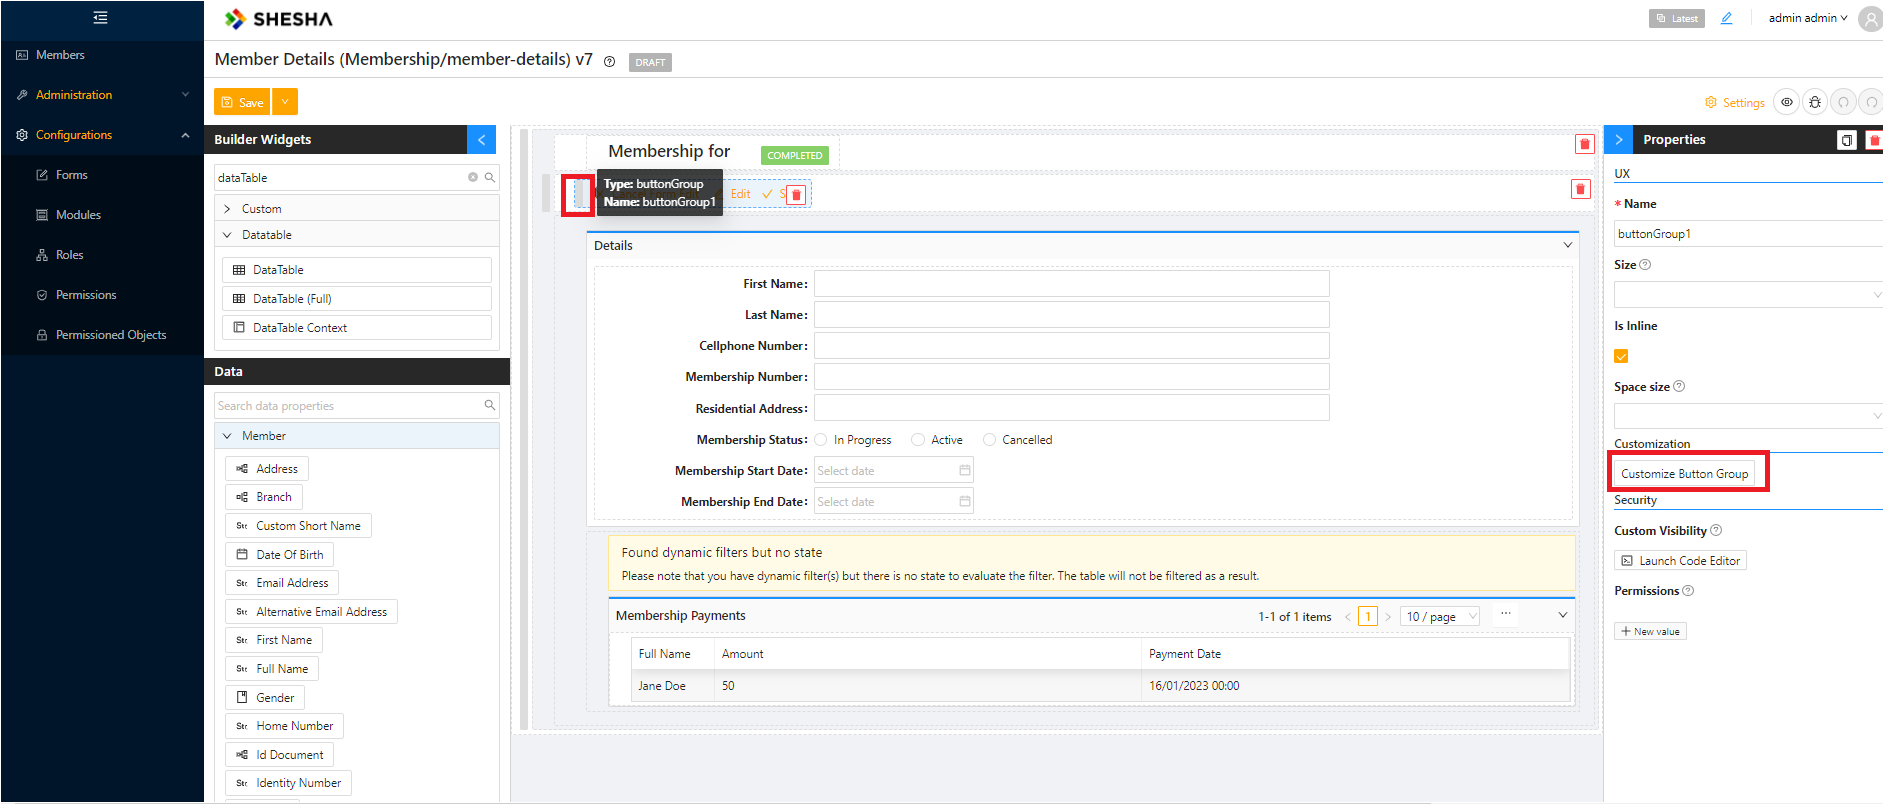 SHESHA
Latest
admin admin
Members
Administration
Configurations
Forms
Modules
Roles
Permissions
Permissioned Objects
Member Details (Membership/member-details) v7
DRAFT
Save
Settings
Builder Widgets
dataTable
Custom
Datatable
DataTable
DataTable (Full)
DataTable Context
Data
Search data properties
Member
Address
Branch
Str Custom Short Name
Date Of Birth
Str Email Address
Str Alternative Email Address
Str First Name
Str Full Name
Gender
Str Home Number
Id Document
Str Identity Number
Membership for
COMPLETED
Type: buttonGroup
Name: buttonGroup1
Edit
S
Details
First Name:
Last Name:
Cellphone Number:
Membership Number:
Residential Address:
Membership Status: In Progress Active Cancelled
Membership Start Date: Select date
Membership End Date: Select date
Found dynamic filters but no state
Please note that you have dynamic filter(s) but there is no state to evaluate the filter. The table will not be filtered as a result.
Membership Payments
1-1 of 1 items < 1 > 10 / page ...
Full Name Amount Payment Date
Jane Doe 50 16/01/2023 00:00
Properties
UX
* Name
buttonGroup1
Size
Is Inline
Space size
Customization
Customize Button Group
Security
Custom Visibility
Launch Code Editor
Permissions
+ New value